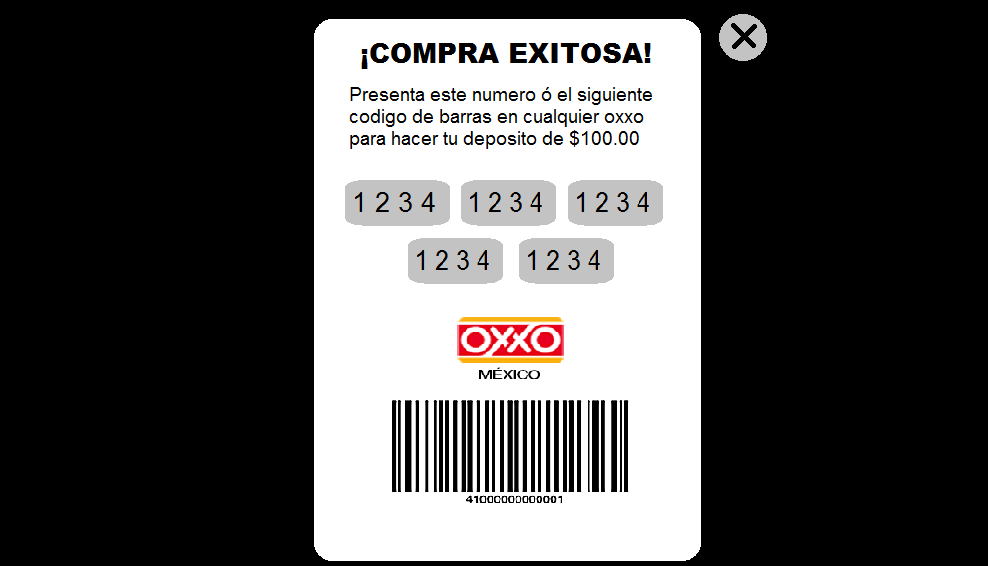 ¡COMPRA EXITOSA!
Presenta este numero ó el siguiente
codigo de barras en cualquier oxxo
para hacer tu deposito de $100.00
1 2 3 4 1 2 3 4 1 2 3 4
1 2 3 4 1 2 3 4
OXXO
MÉXICO
41000000000001